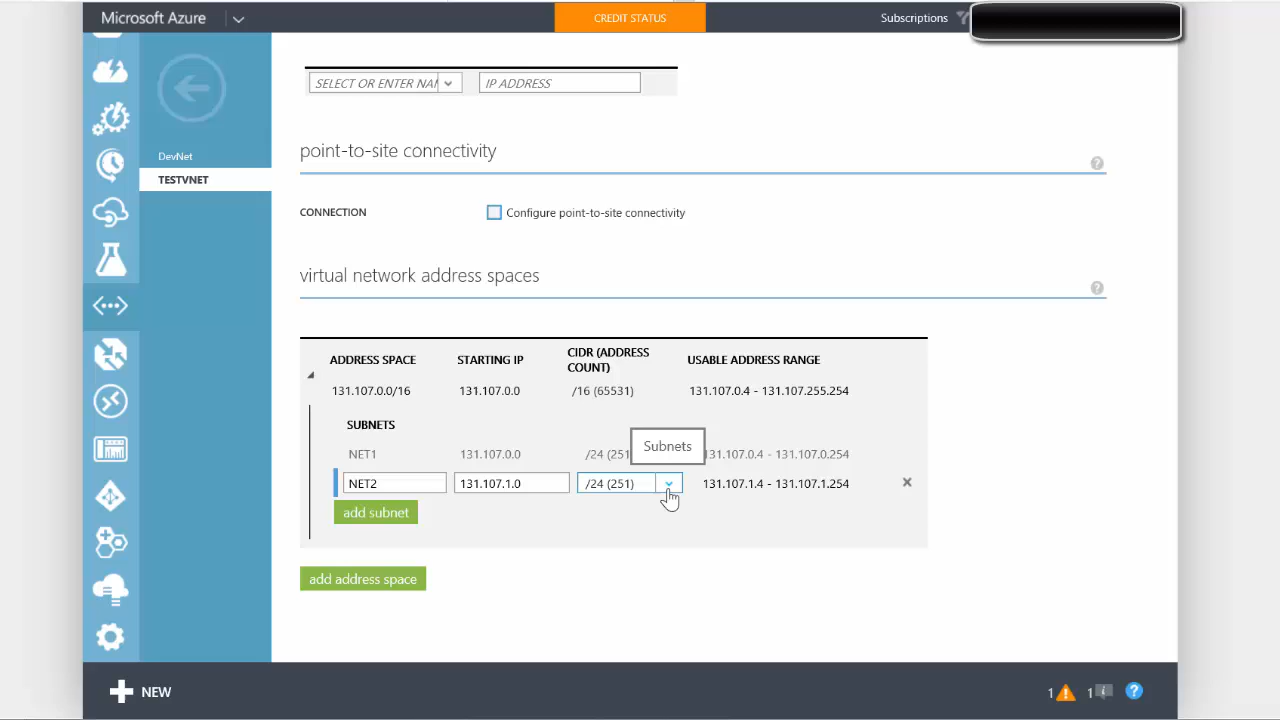 Microsoft Azure
CREDIT STATUS
Subscriptions
SELECT OR ENTER NAM
IP ADDRESS
DevNet
TESTVNET
point-to-site connectivity
?
CONNECTION
Configure point-to-site connectivity
virtual network address spaces
?
ADDRESS SPACE STARTING IP CIDR (ADDRESS COUNT) USABLE ADDRESS RANGE
131.107.0.0/16 131.107.0.0 /16 (65531) 131.107.0.4 - 131.107.255.254
SUBNETS
Subnets
NET1 131.107.0.0 /24 (251 131.107.0.4 - 131.107.0.254
NET2 131.107.1.0 /24 (251) 131.107.1.4 - 131.107.1.254
add subnet
add address space
NEW
1 1 ?